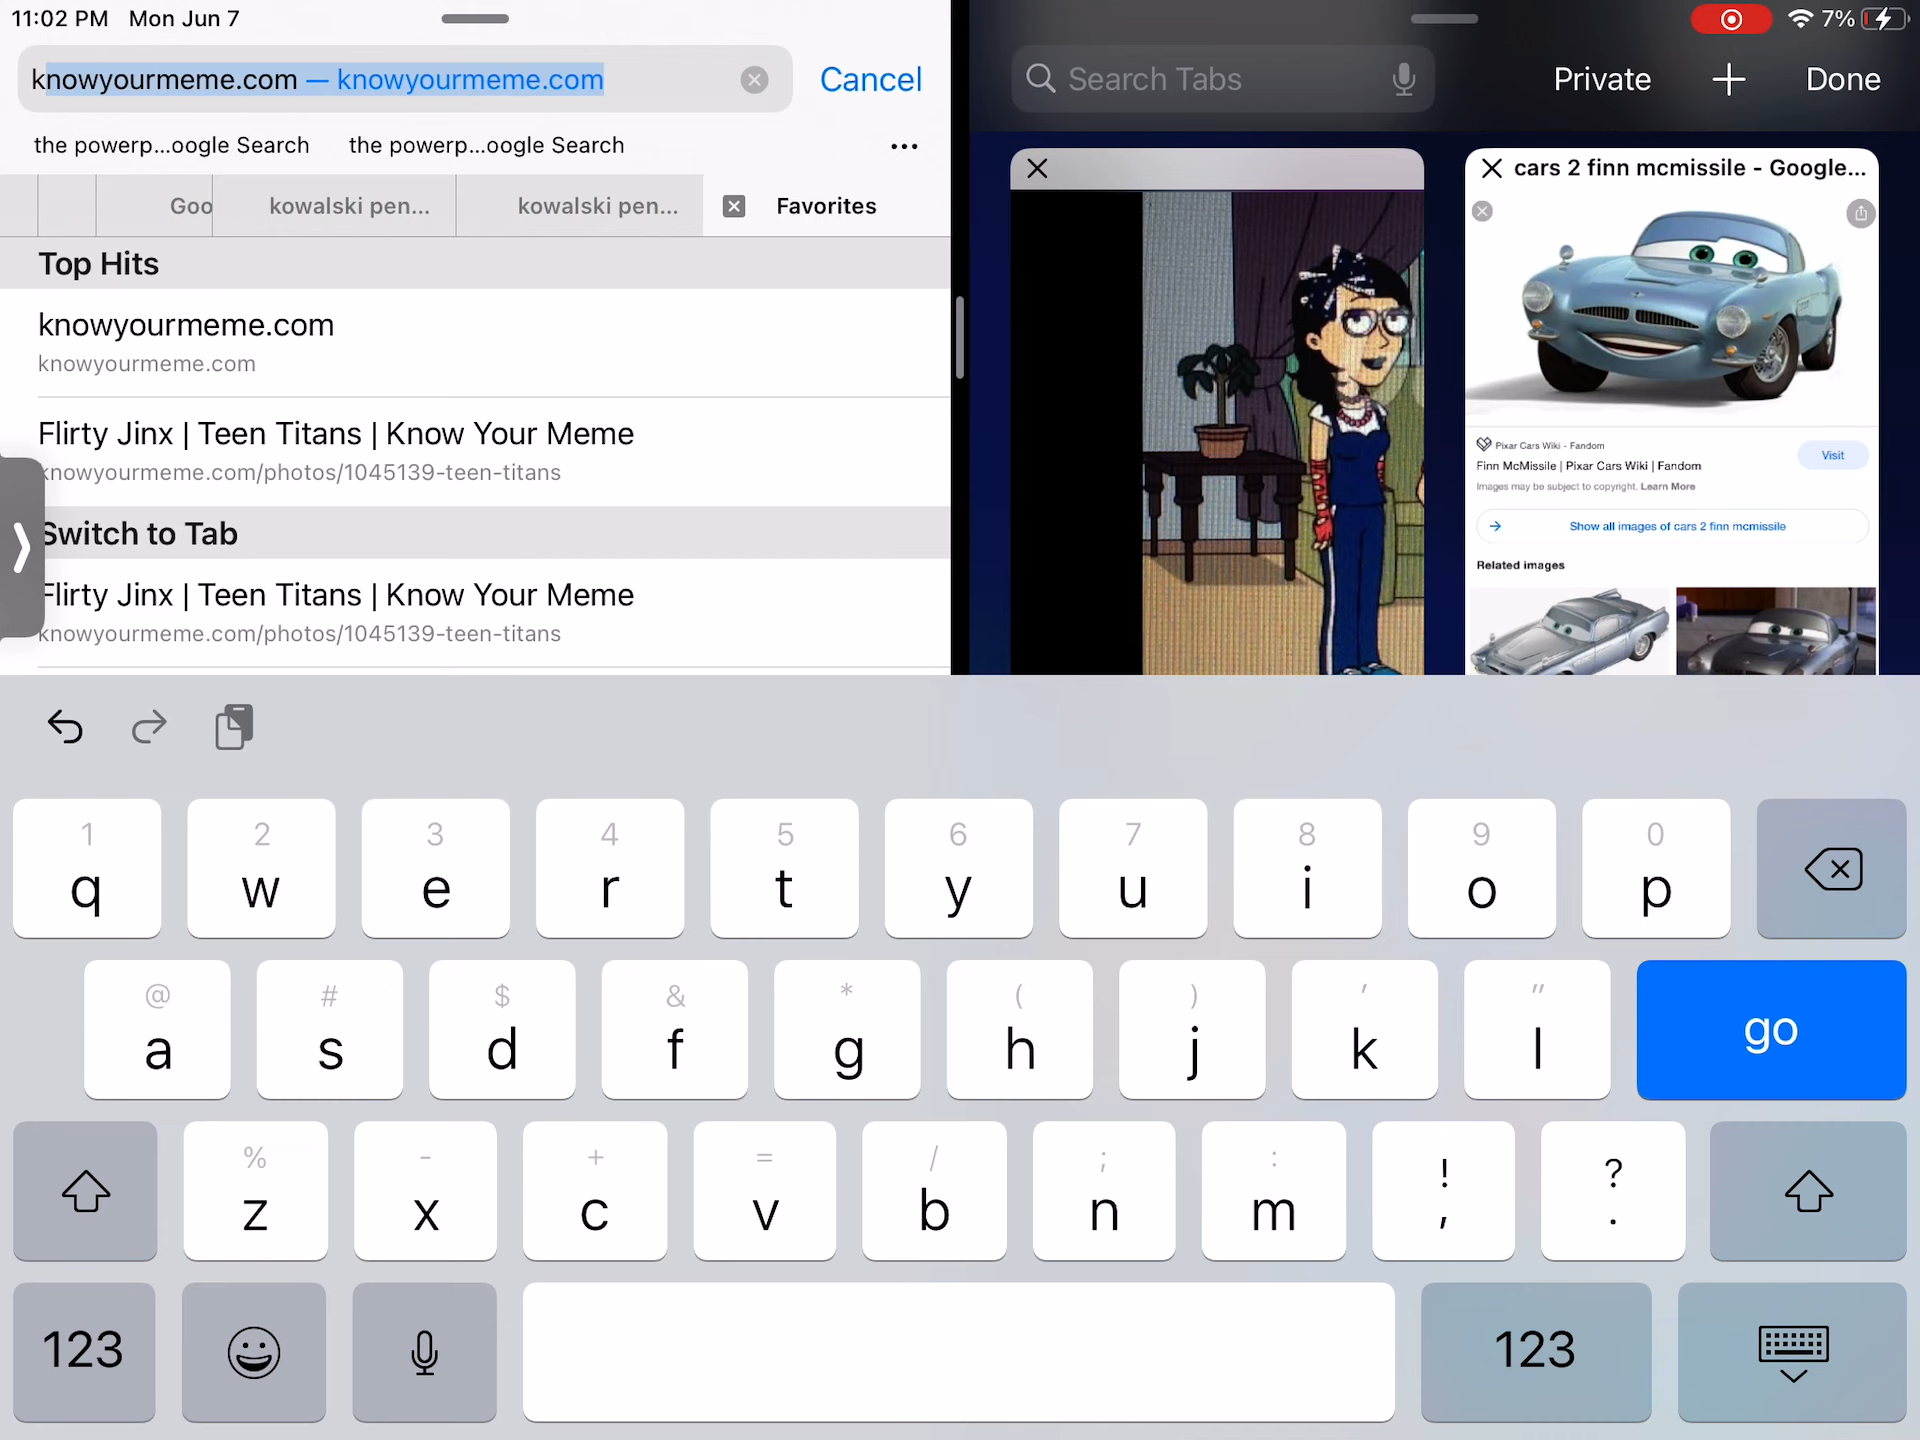 11:02 PM Mon Jun 7
7%
knowyourmeme.com — knowyourmeme.com
Cancel
the powerp...oogle Search the powerp...oogle Search
Goo kowalski pen... kowalski pen... Favorites
Top Hits
knowyourmeme.com
knowyourmeme.com
Flirty Jinx | Teen Titans | Know Your Meme
knowyourmeme.com/photos/1045139-teen-titans
Switch to Tab
Flirty Jinx | Teen Titans | Know Your Meme
knowyourmeme.com/photos/1045139-teen-titans
Search Tabs
Private + Done
cars 2 finn mcmissile - Google...
Pixar Cars Wiki - Fandom
Finn McMissile | Pixar Cars Wiki | Fandom
Visit
Images may be subject to copyright. Learn More
Show all images of cars 2 finn mcmissile
Related images
1 2 3 4 5 6 7 8 9 0
q w e r t y u i o p
@ # $ & * ( ) ' "
a s d f g h j k l go
% - + = / ; : ! ?
z x c v b n m , .
123 123